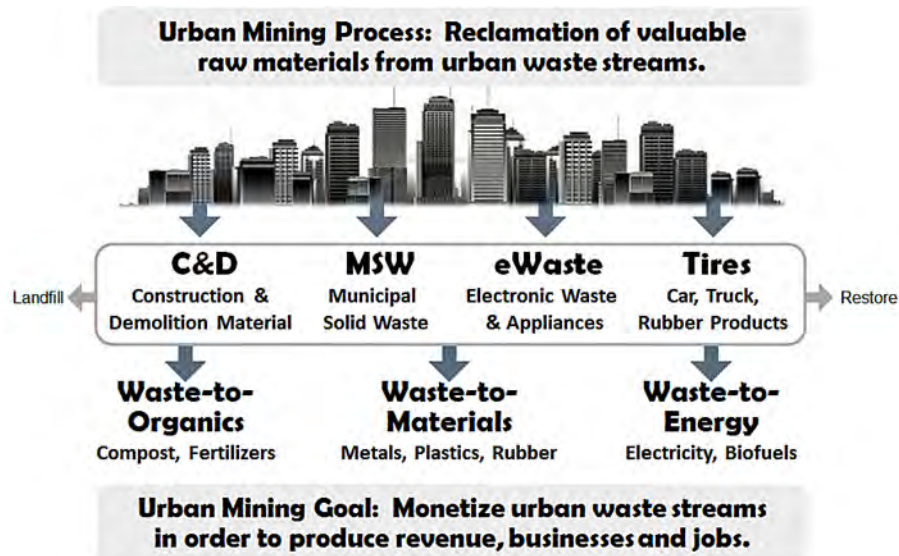 Urban Mining Process: Reclamation of valuable
raw materials from urban waste streams.
C&D
Construction &
Demolition Material
MSW
Municipal
Solid Waste
eWaste
Electronic Waste
& Appliances
Tires
Car, Truck,
Rubber Products
Landfill
Restore
Waste-to-
Organics
Compost, Fertilizers
Waste-to-
Materials
Metals, Plastics, Rubber
Waste-to-
Energy
Electricity, Biofuels
Urban Mining Goal: Monetize urban waste streams
in order to produce revenue, businesses and jobs.